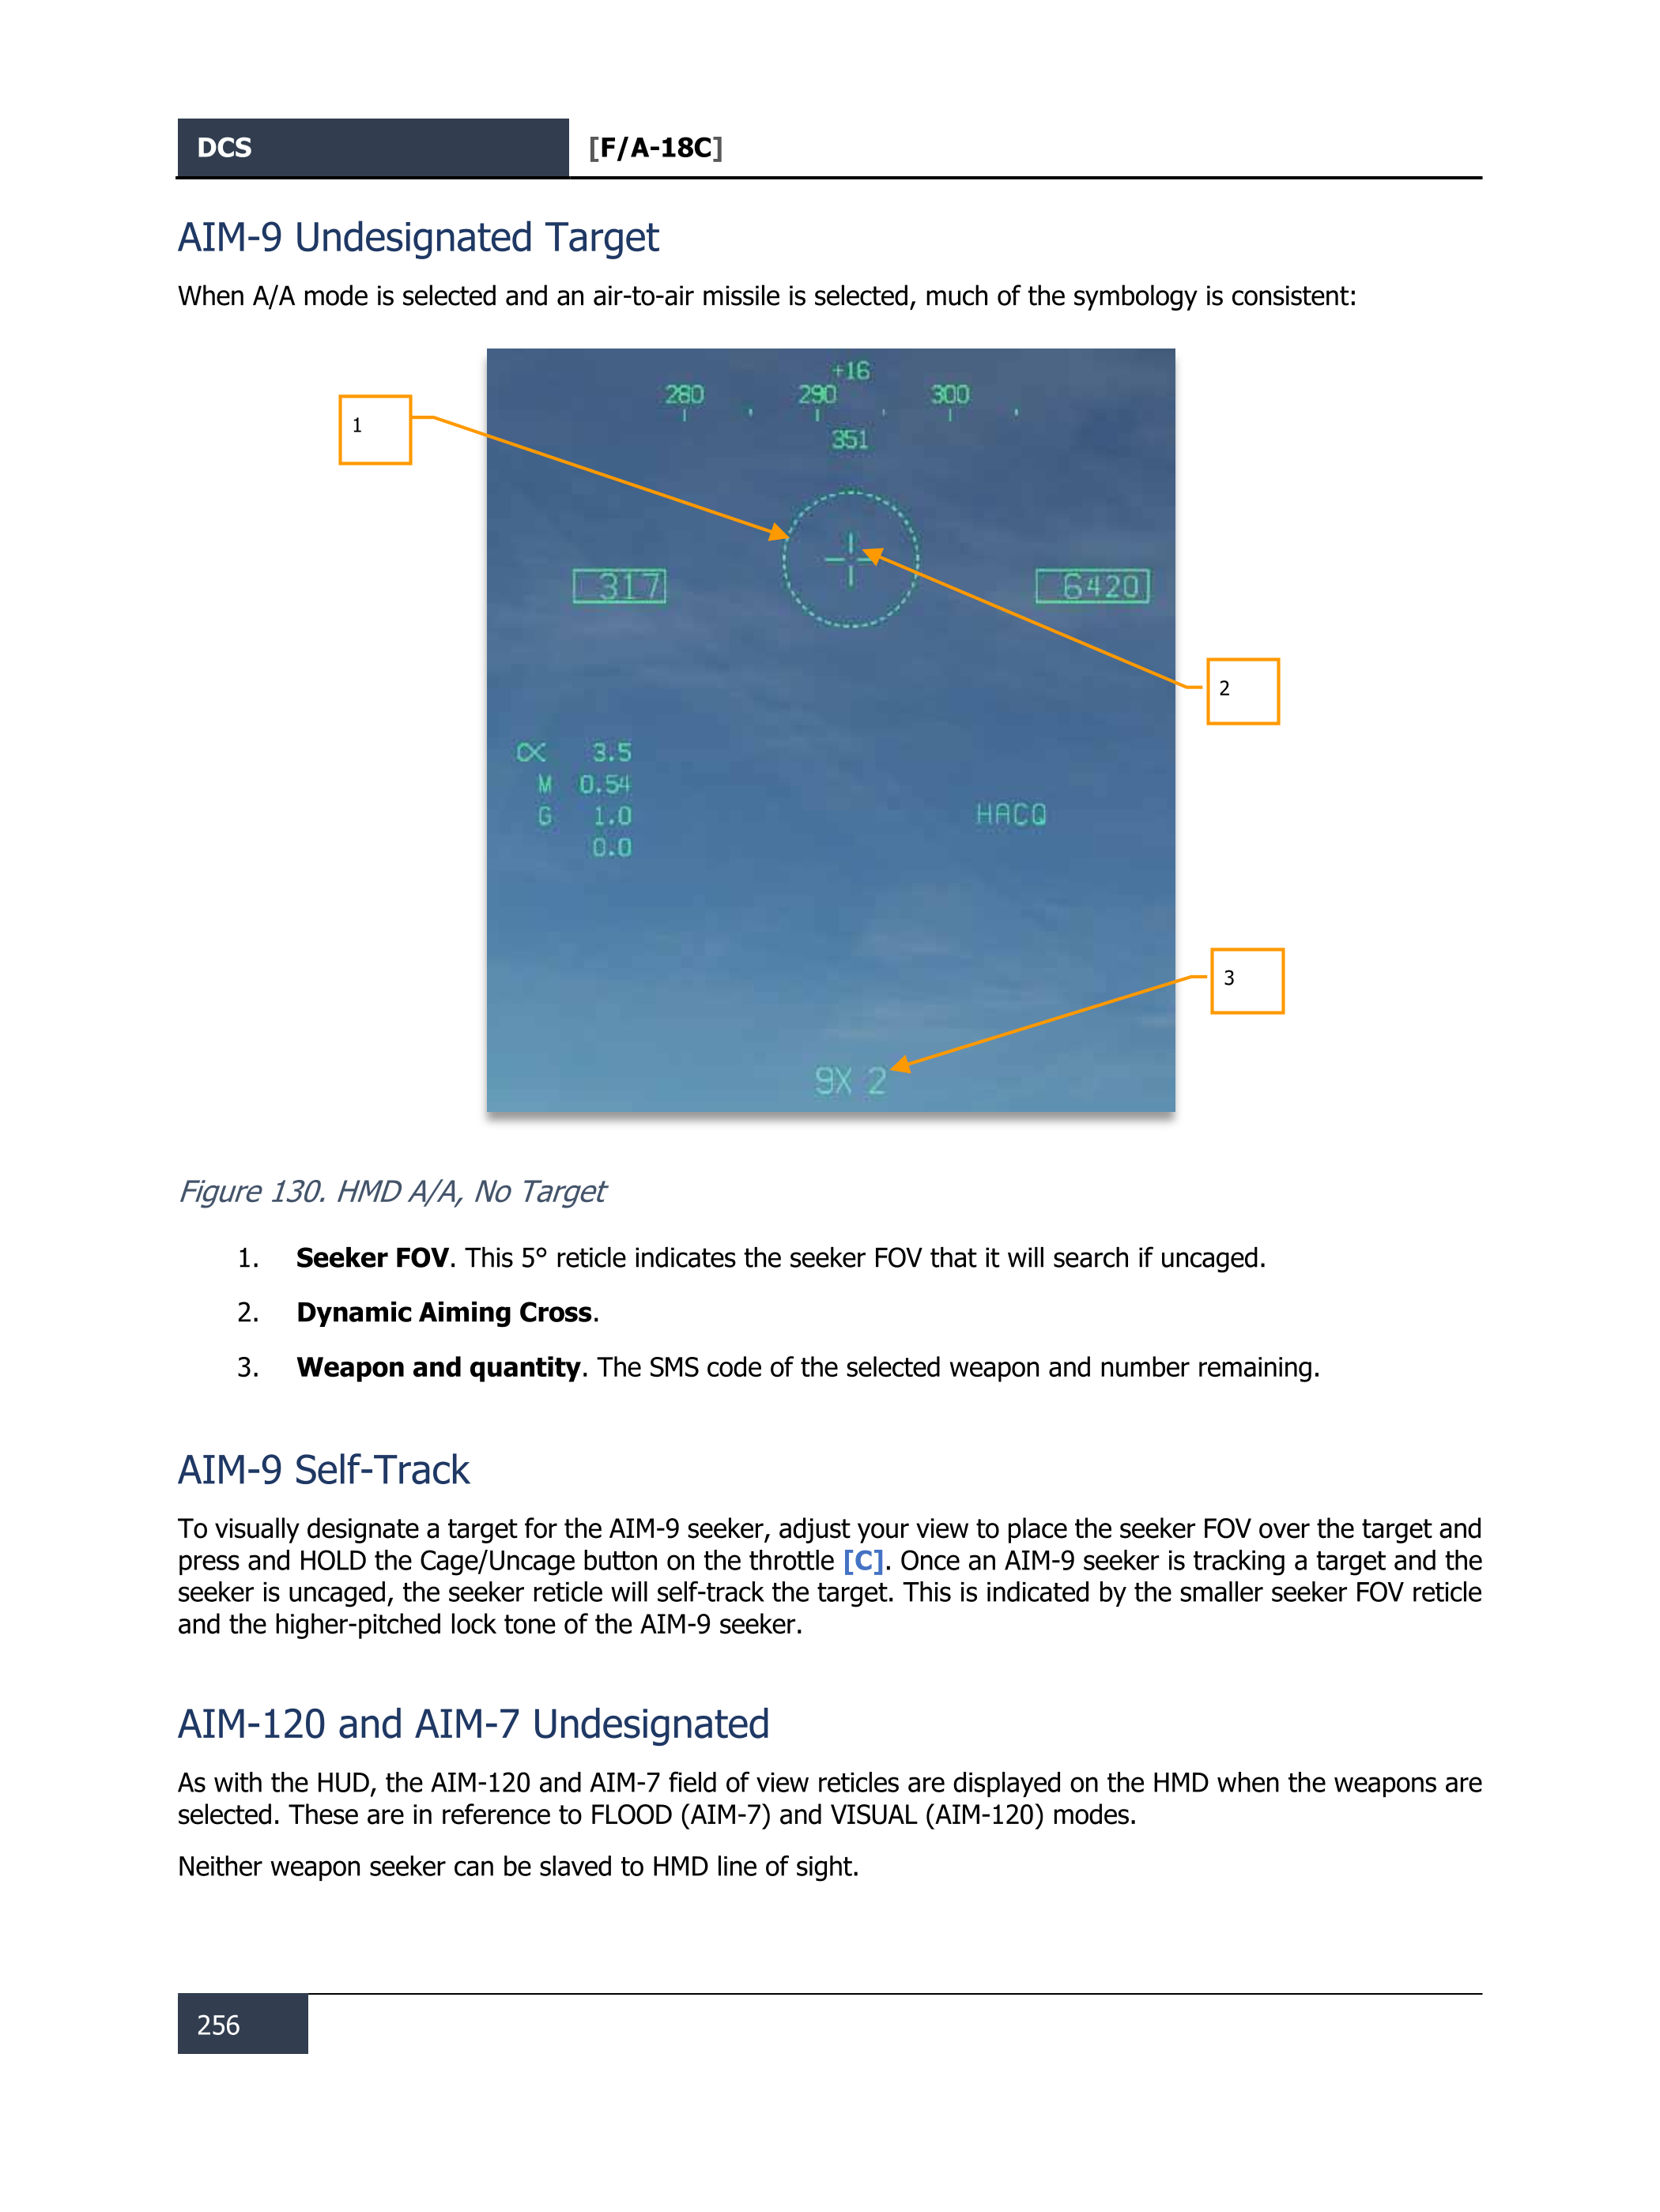 DCS [F/A-18C]
AIM-9 Undesignated Target
When A/A mode is selected and an air-to-air missile is selected, much of the symbology is consistent:
+16
280 290 300
351
1
317 6420
2
α 3.5
M 0.54
G 1.0
0.0
HACQ
3
9X 2
Figure 130. HMD A/A, No Target
1. Seeker FOV. This 5° reticle indicates the seeker FOV that it will search if uncaged.
2. Dynamic Aiming Cross.
3. Weapon and quantity. The SMS code of the selected weapon and number remaining.
AIM-9 Self-Track
To visually designate a target for the AIM-9 seeker, adjust your view to place the seeker FOV over the target and
press and HOLD the Cage/Uncage button on the throttle [C]. Once an AIM-9 seeker is tracking a target and the
seeker is uncaged, the seeker reticle will self-track the target. This is indicated by the smaller seeker FOV reticle
and the higher-pitched lock tone of the AIM-9 seeker.
AIM-120 and AIM-7 Undesignated
As with the HUD, the AIM-120 and AIM-7 field of view reticles are displayed on the HMD when the weapons are
selected. These are in reference to FLOOD (AIM-7) and VISUAL (AIM-120) modes.
Neither weapon seeker can be slaved to HMD line of sight.
256